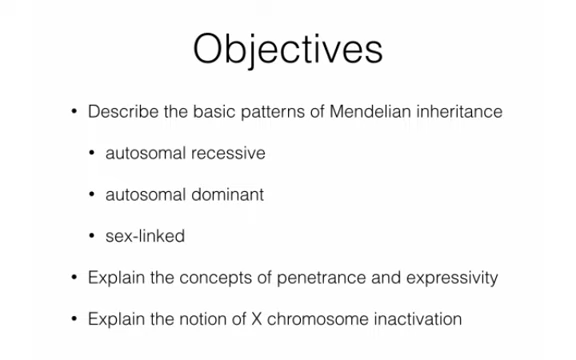 Objectives
• Describe the basic patterns of Mendelian inheritance
• autosomal recessive
• autosomal dominant
• sex-linked
• Explain the concepts of penetrance and expressivity
• Explain the notion of X chromosome inactivation